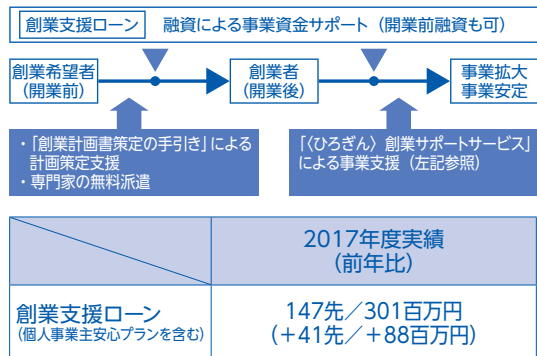 創業支援ローン 融資による事業資金サポート（開業前融資も可）
創業希望者
（開業前）
創業者
（開業後）
事業拡大
事業安定
・「創業計画書策定の手引き」による
計画策定支援
・専門家の無料派遣
「〈ひろぎん〉創業サポートサービス」
による事業支援（左記参照）
2017年度実績
（前年比）
創業支援ローン
（個人事業主安心プランを含む）
147先／301百万円
（＋41先／＋88百万円）